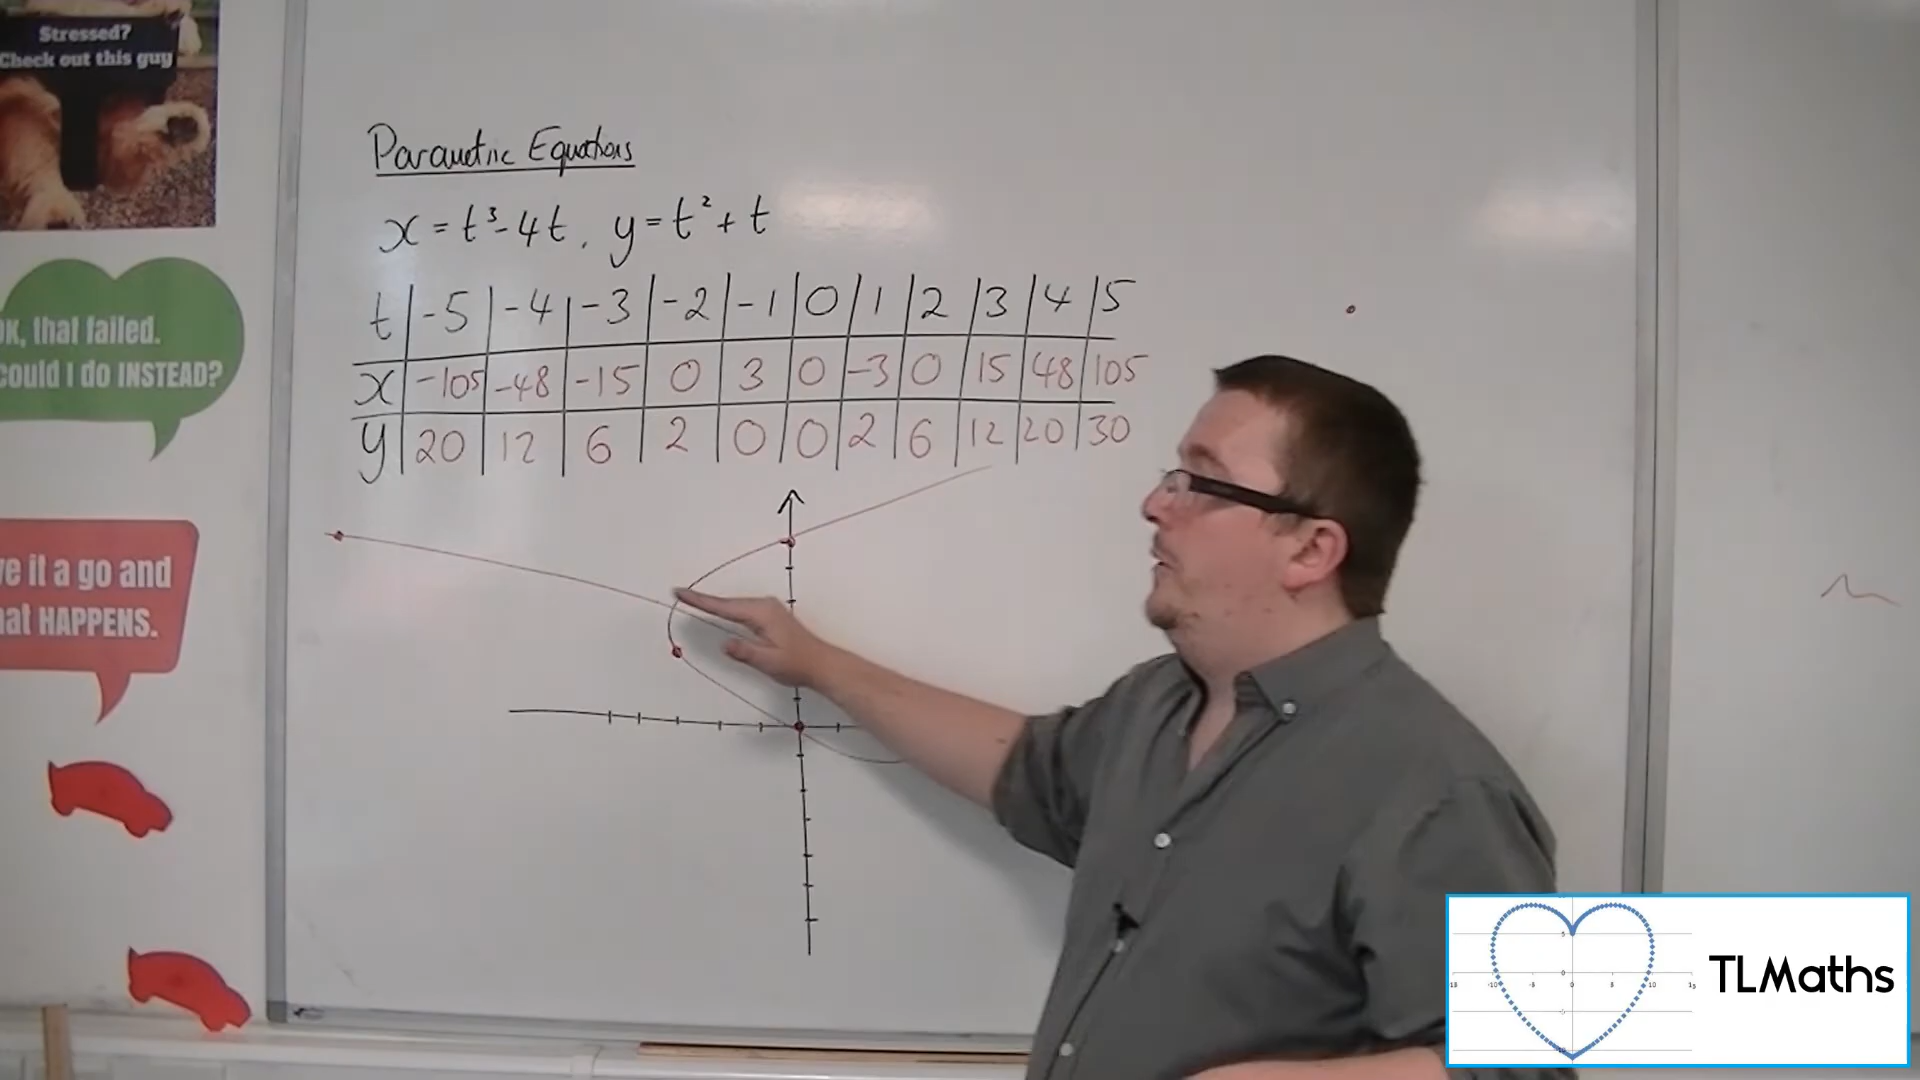 Stressed?
Check out this guy
Parametric Equations
x = t³-4t, y = t² + t
t -5 -4 -3 -2 -1 0 1 2 3 4 5
x -105 -48 -15 0 3 0 -3 0 15 48 105
y 20 12 6 2 0 0 2 6 12 20 30
OK, that failed.
could I do INSTEAD?
ve it a go and
hat HAPPENS.
TLMaths